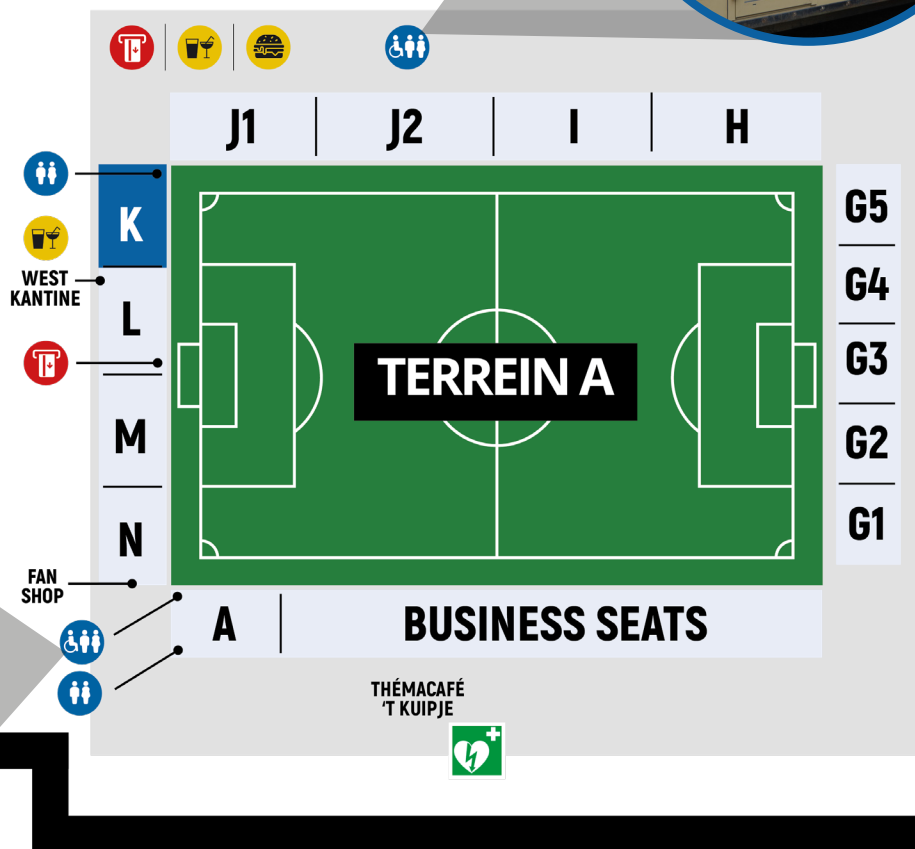 J1
J2
I
H
K
WEST
KANTINE
L
M
N
FAN
SHOP
TERREIN A
G5
G4
G3
G2
G1
A
BUSINESS SEATS
THÉMACAFÉ
'T KUIPJE